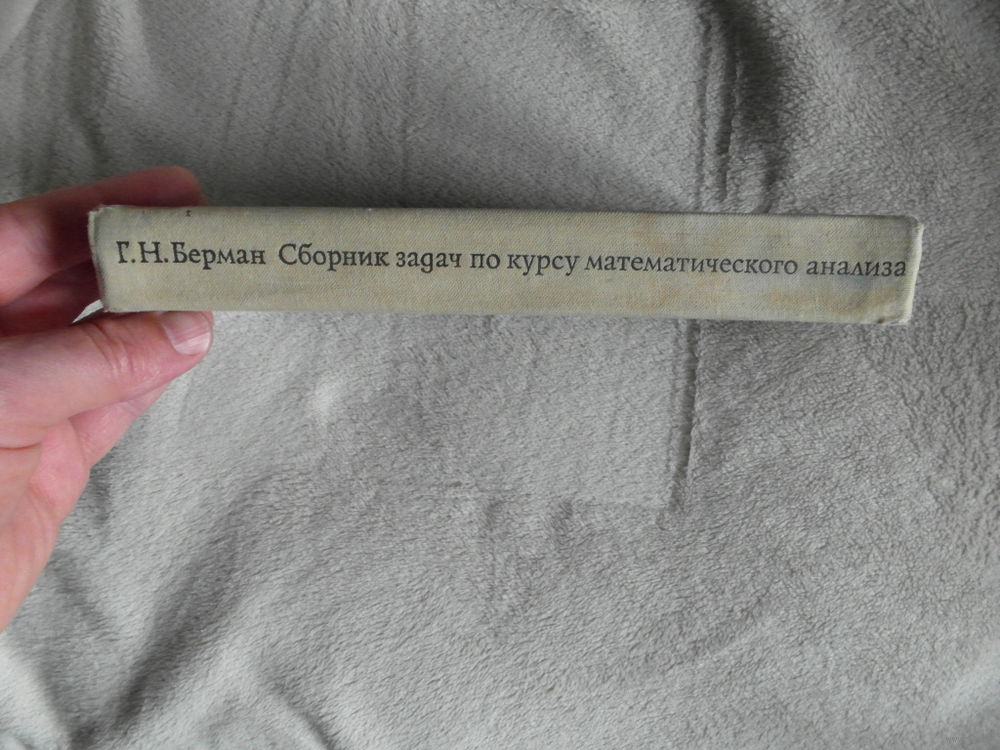 Г.Н.Берман Сборник задач по курсу математического анализа